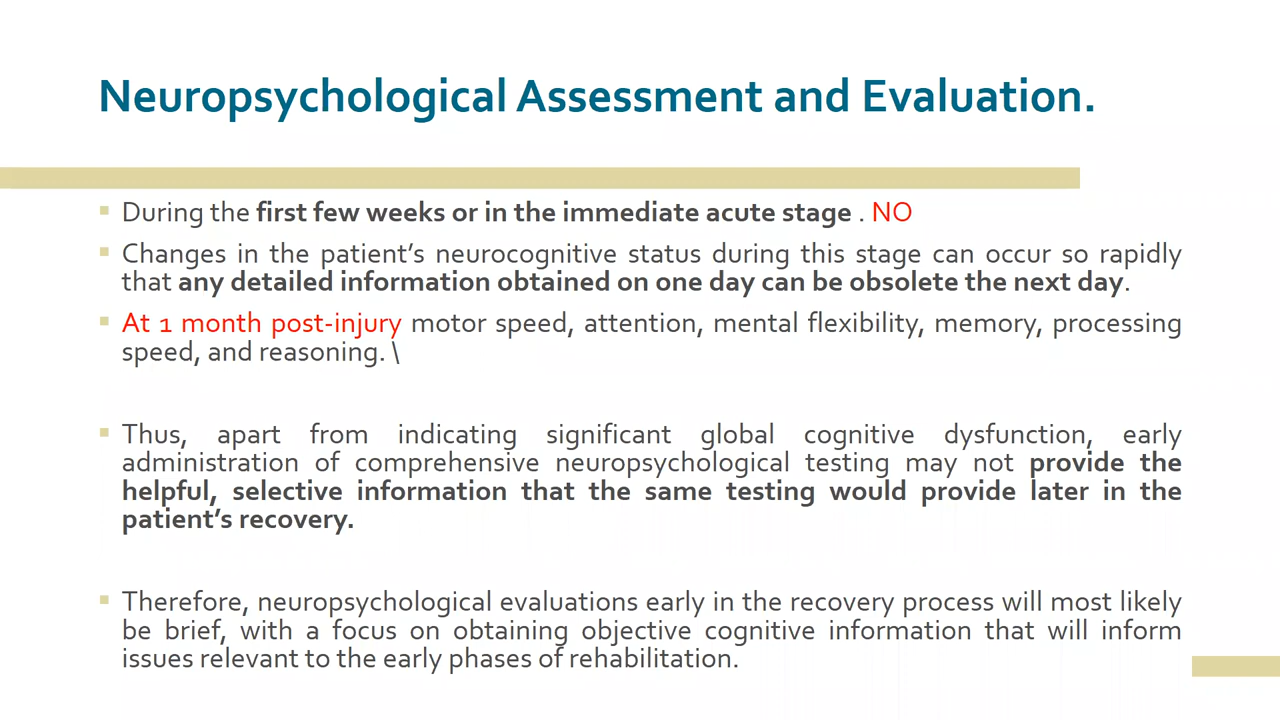 Neuropsychological Assessment and Evaluation.
During the first few weeks or in the immediate acute stage . NO
Changes in the patient’s neurocognitive status during this stage can occur so rapidly
that any detailed information obtained on one day can be obsolete the next day.
At 1 month post-injury motor speed, attention, mental flexibility, memory, processing
speed, and reasoning. \
Thus, apart from indicating significant global cognitive dysfunction, early
administration of comprehensive neuropsychological testing may not provide the
helpful, selective information that the same testing would provide later in the
patient’s recovery.
Therefore, neuropsychological evaluations early in the recovery process will most likely
be brief, with a focus on obtaining objective cognitive information that will inform
issues relevant to the early phases of rehabilitation.